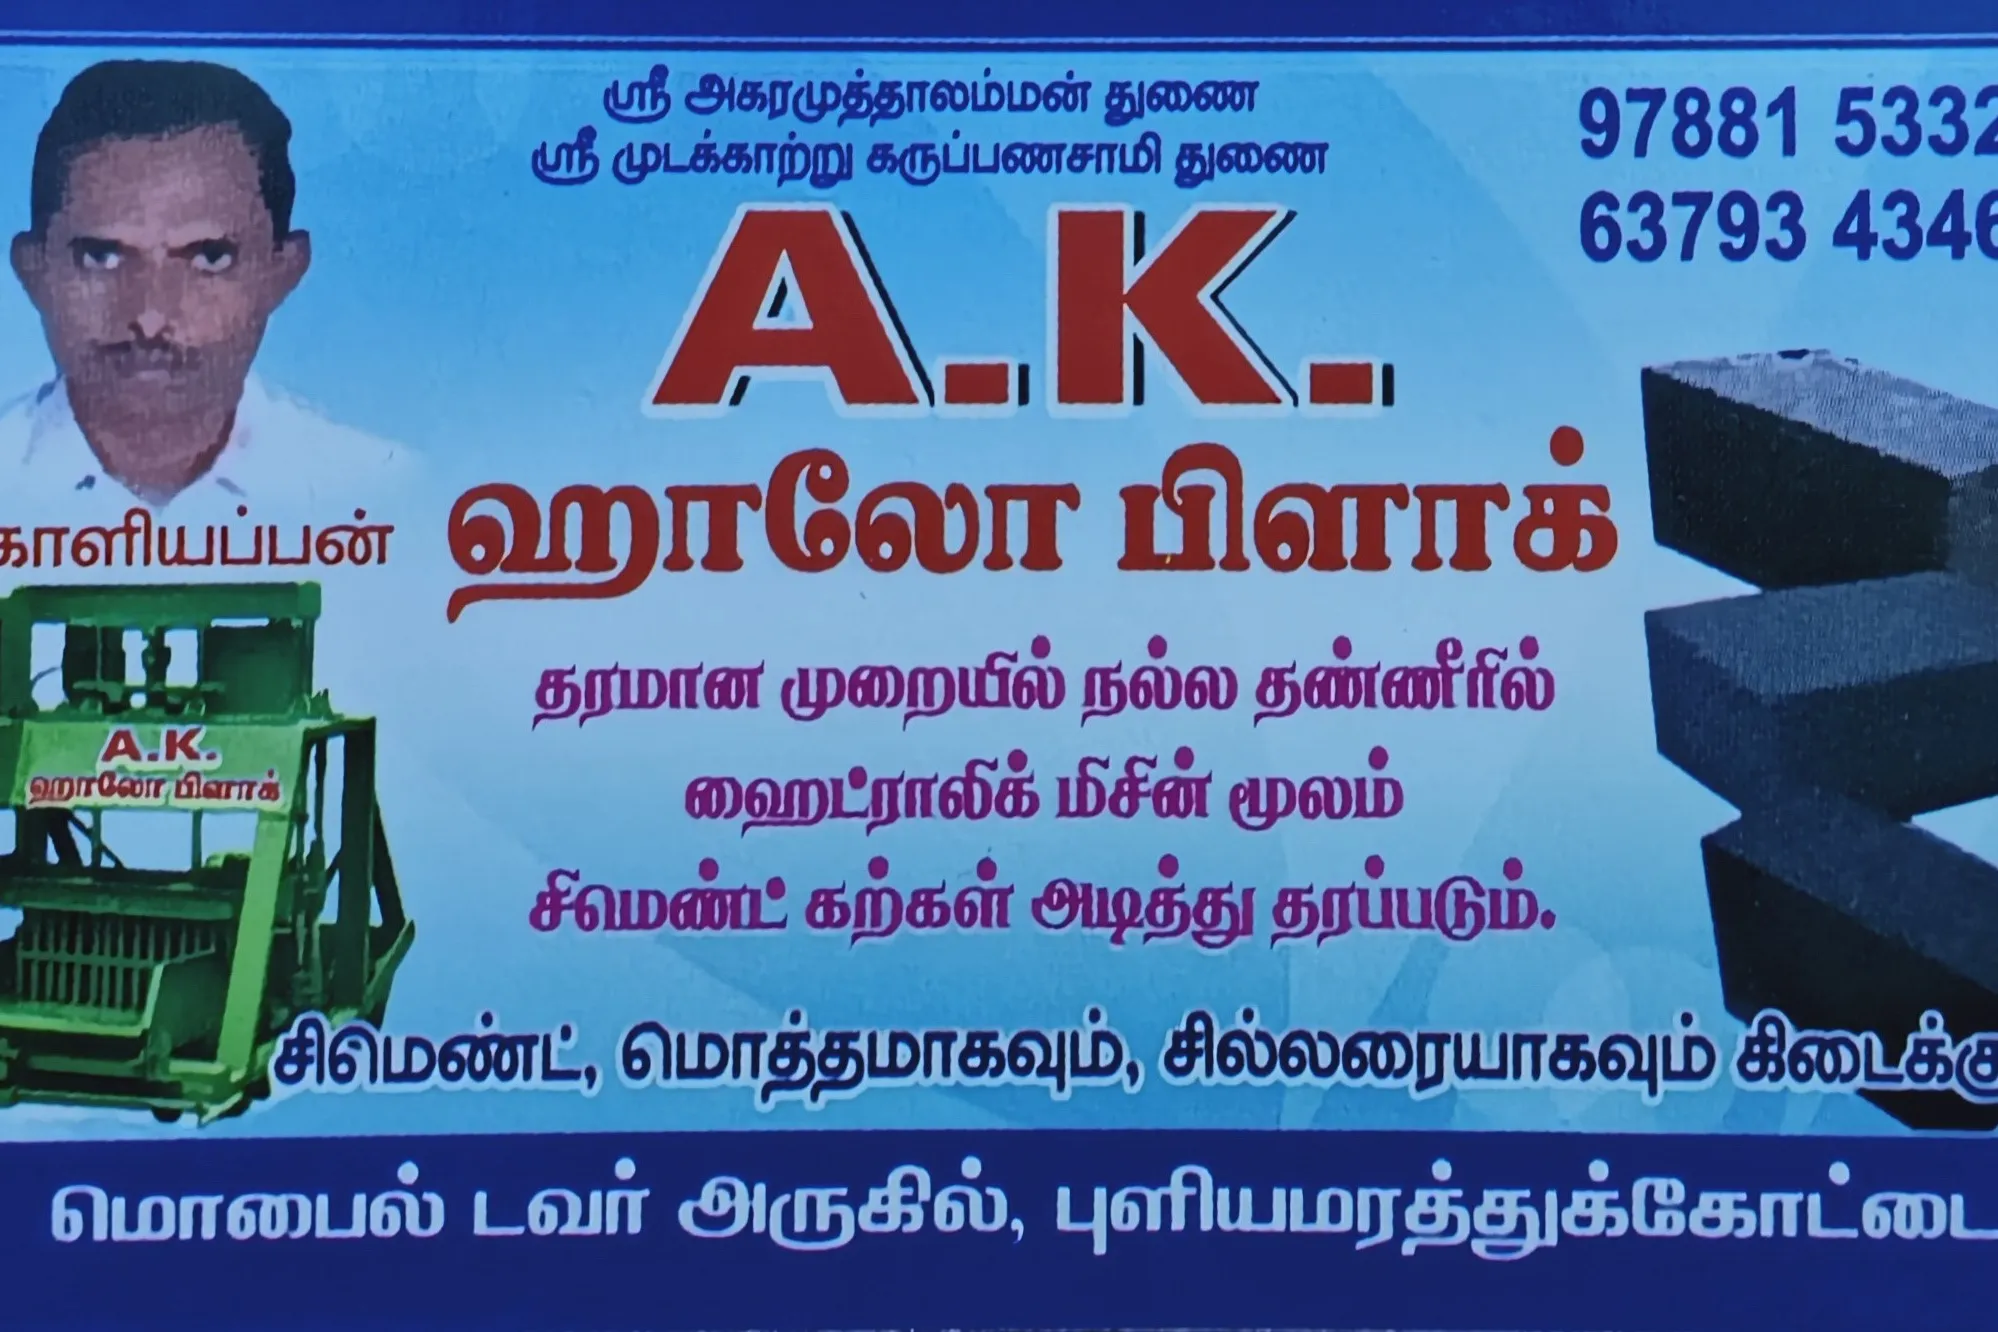 ஸ்ரீ அகரமுத்தாலம்மன் துணை
ஸ்ரீ முடக்காற்று கருப்பணசாமி துணை
97881 5332
63793 4346
A.K.
ஹாலோ பிளாக்
காளியப்பன்
தரமான முறையில் நல்ல தண்ணீரில்
ஹைட்ராலிக் மிசின் மூலம்
சிமெண்ட் கற்கள் அடித்து தரப்படும்.
A.K.
ஹாலோ பிளாக்
சிமெண்ட், மொத்தமாகவும், சில்லரையாகவும் கிடைக்கு
மொபைல் டவர் அருகில், புளியமரத்துக்கோட்டை